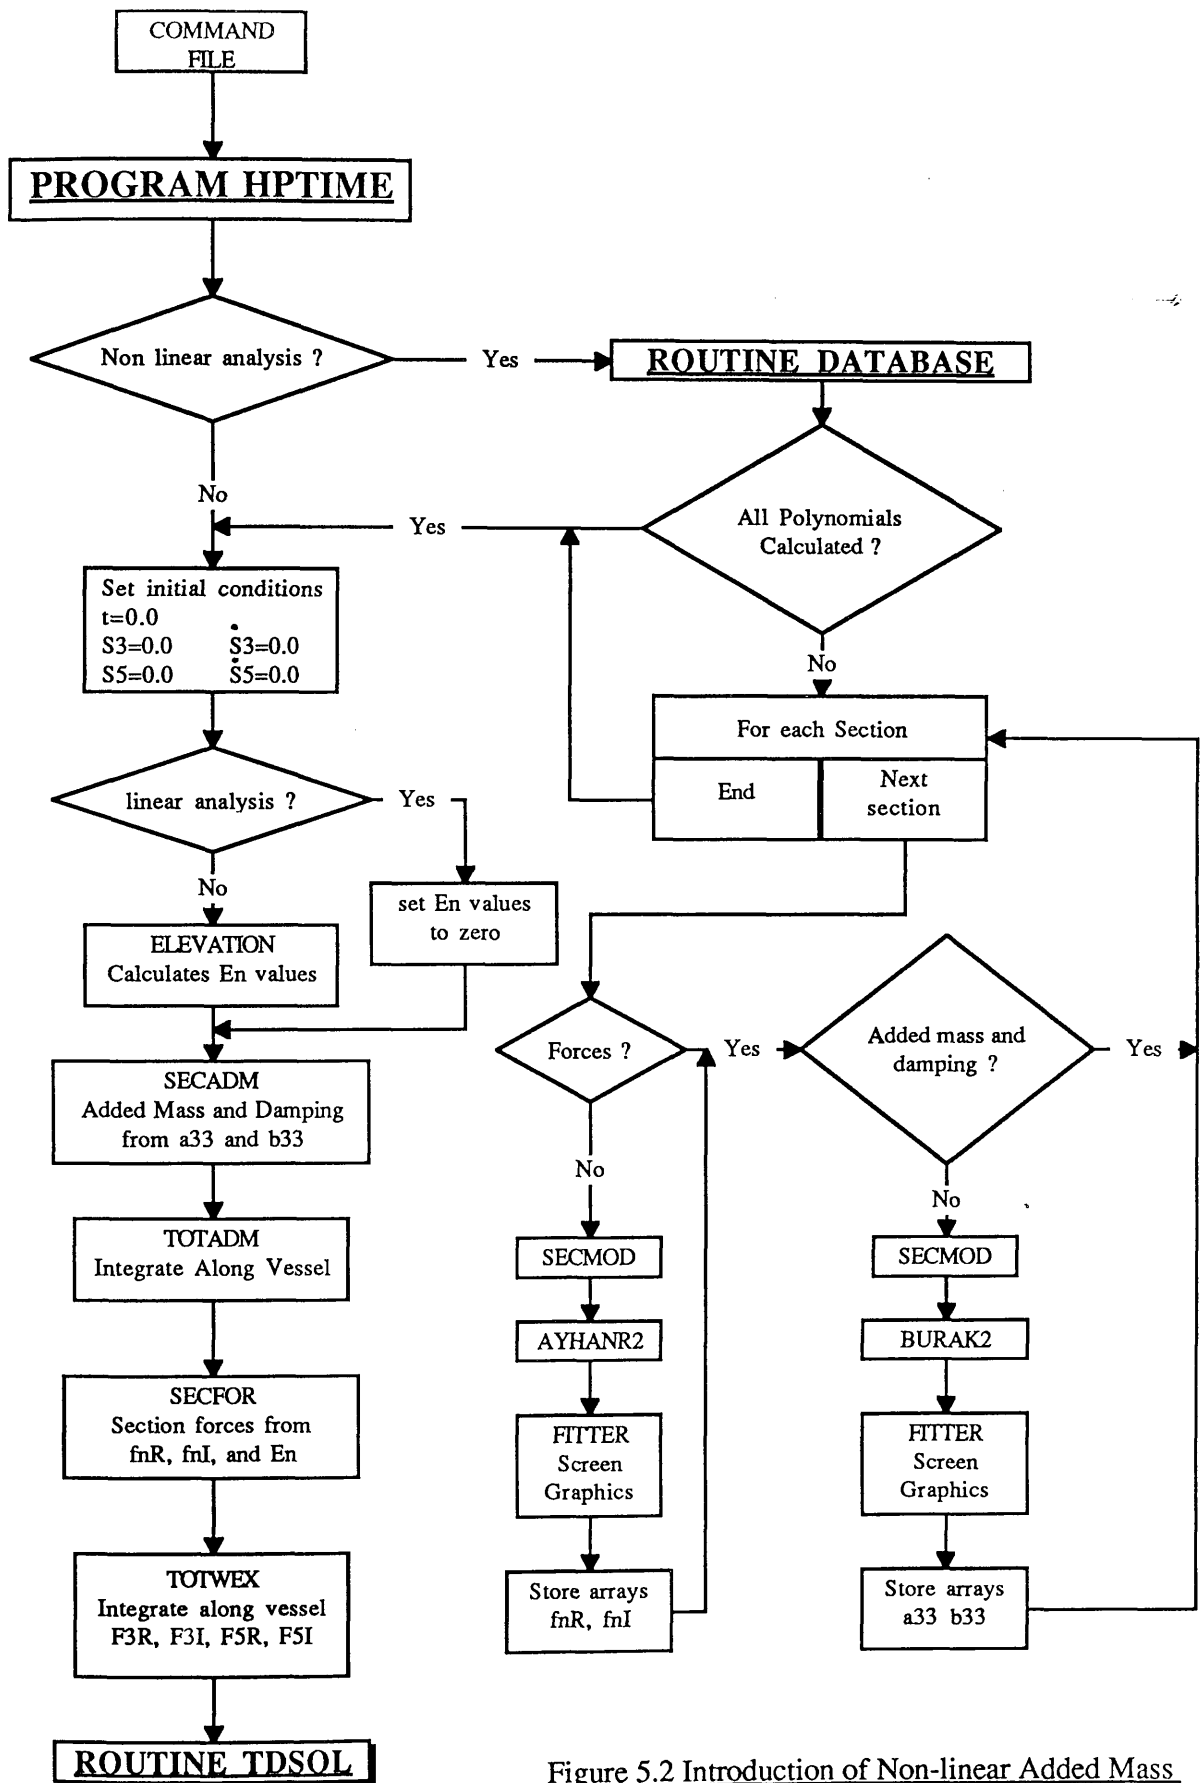 COMMAND
FILE
PROGRAM HPTIME
Non linear analysis ?
Yes
No
ROUTINE DATABASE
All Polynomials
Calculated ?
Yes
No
Set initial conditions
t=0.0
S3=0.0 Ṡ3=0.0
S5=0.0 Ṡ5=0.0
linear analysis ?
Yes
No
set En values
to zero
ELEVATION
Calculates En values
SECADM
Added Mass and Damping
from a33 and b33
TOTADM
Integrate Along Vessel
SECFOR
Section forces from
fnR, fnI, and En
TOTWEX
Integrate along vessel
F3R, F3I, F5R, F5I
ROUTINE TDSOL
For each Section
End
Next
section
Forces ?
Yes
No
SECMOD
AYHANR2
FITTER
Screen
Graphics
Store arrays
fnR, fnI
Added mass and
damping ?
Yes
No
SECMOD
BURAK2
FITTER
Screen
Graphics
Store arrays
a33 b33
Figure 5.2 Introduction of Non-linear Added Mass